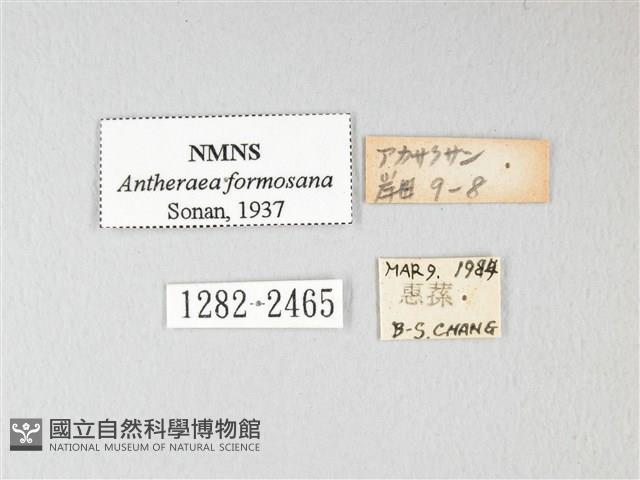 NMNS
Antheraea formosana
Sonan, 1937
アカサクサン
岸田 9-8
1282-2465
MAR 9. 1984
惠蓀
B-S. CHANG
國立自然科學博物館
NATIONAL MUSEUM OF NATURAL SCIENCE